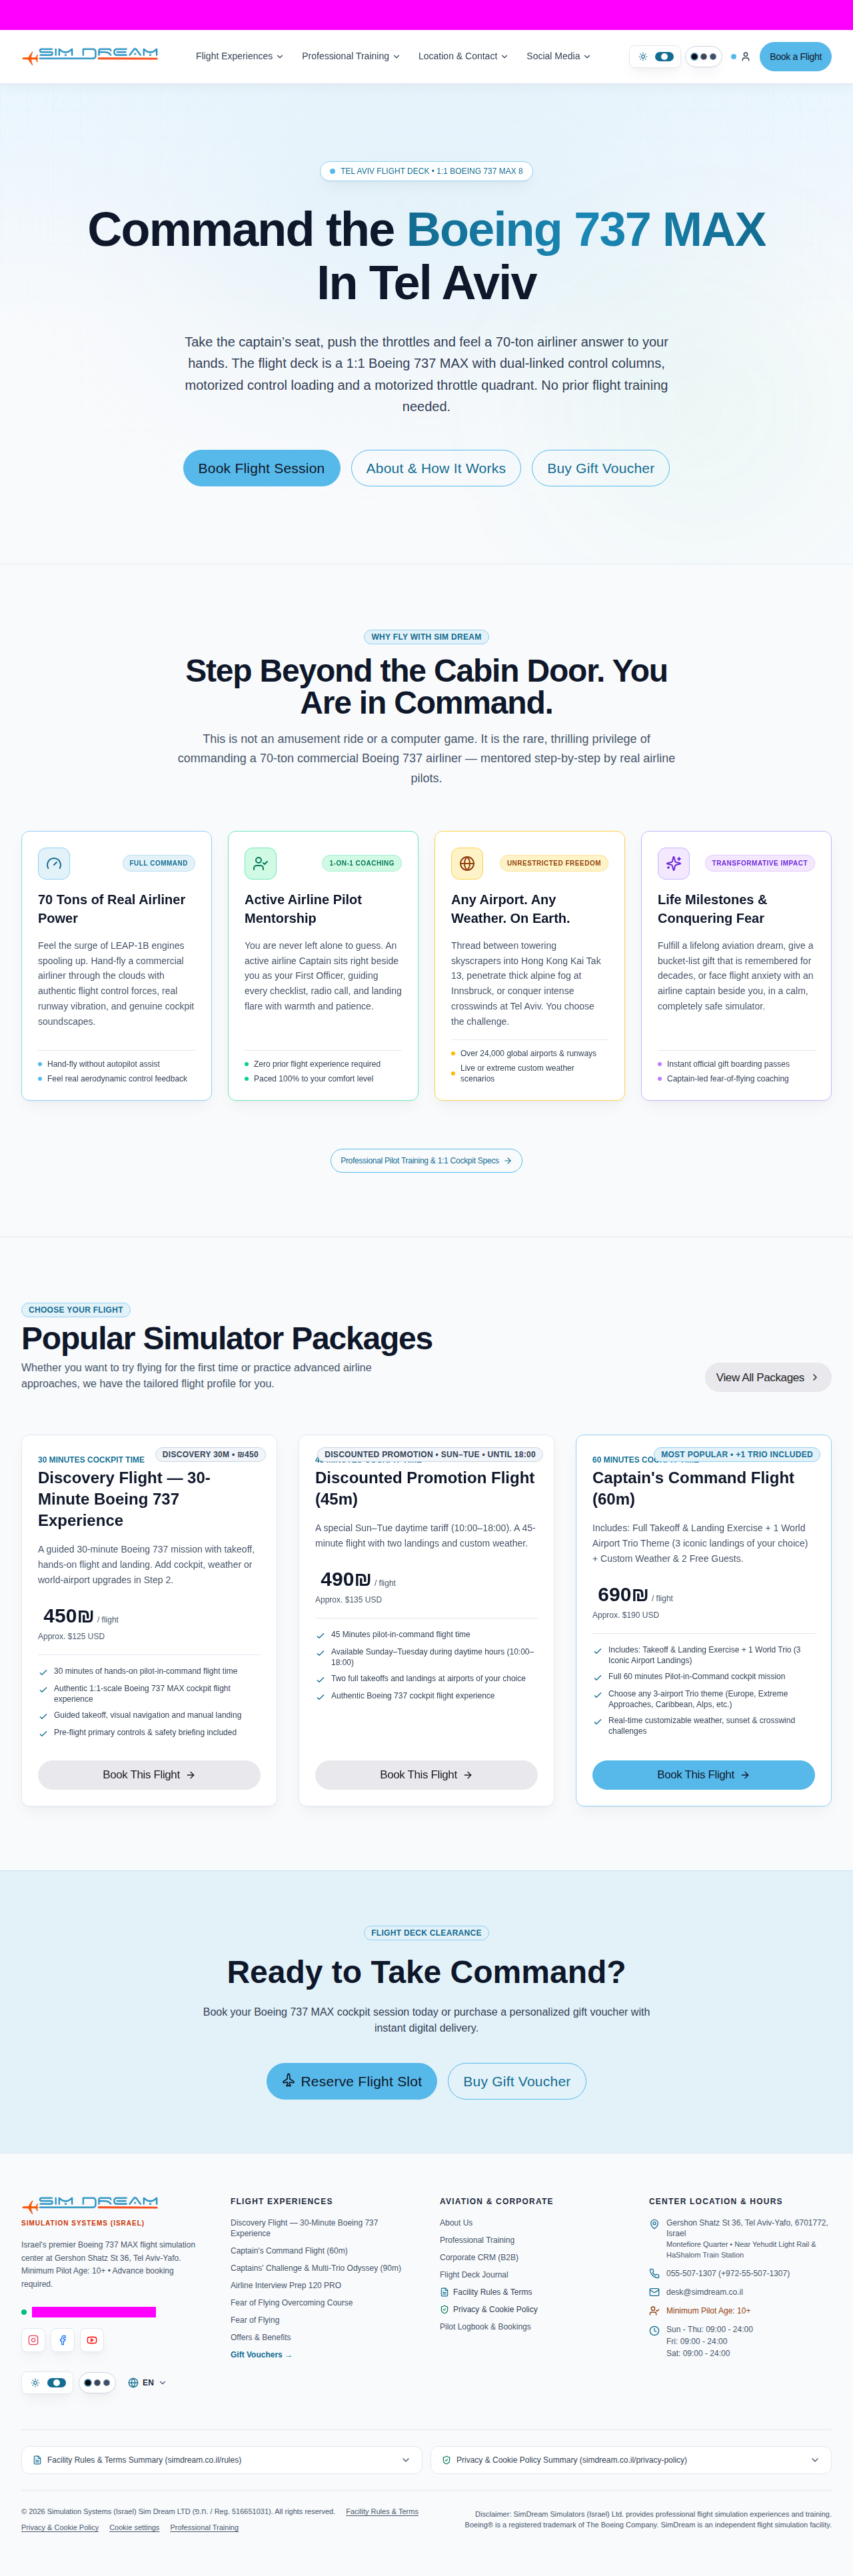 SIM DREAM
Flight Experiences
Professional Training
Location & Contact
Social Media
Book a Flight
TEL AVIV FLIGHT DECK • 1:1 BOEING 737 MAX 8
Command the Boeing 737 MAX
In Tel Aviv
Take the captain's seat, push the throttles and feel a 70-ton airliner answer to your
hands. The flight deck is a 1:1 Boeing 737 MAX with dual-linked control columns,
motorized control loading and a motorized throttle quadrant. No prior flight training
needed.
Book Flight Session
About & How It Works
Buy Gift Voucher
WHY FLY WITH SIM DREAM
Step Beyond the Cabin Door. You
Are in Command.
This is not an amusement ride or a computer game. It is the rare, thrilling privilege of
commanding a 70-ton commercial Boeing 737 airliner — mentored step-by-step by real airline
pilots.
FULL COMMAND
70 Tons of Real Airliner
Power
Feel the surge of LEAP-1B engines
spooling up. Hand-fly a commercial
airliner through the clouds with
authentic flight control forces, real
runway vibration, and genuine cockpit
soundscapes.
Hand-fly without autopilot assist
Feel real aerodynamic control feedback
1-ON-1 COACHING
Active Airline Pilot
Mentorship
You are never left alone to guess. An
active airline Captain sits right beside
you as your First Officer, guiding
every checklist, radio call, and landing
flare with warmth and patience.
Zero prior flight experience required
Paced 100% to your comfort level
UNRESTRICTED FREEDOM
Any Airport. Any
Weather. On Earth.
Thread between towering
skyscrapers into Hong Kong Kai Tak
13, penetrate thick alpine fog at
Innsbruck, or conquer intense
crosswinds at Tel Aviv. You choose
the challenge.
Over 24,000 global airports & runways
Live or extreme custom weather
scenarios
TRANSFORMATIVE IMPACT
Life Milestones &
Conquering Fear
Fulfill a lifelong aviation dream, give a
bucket-list gift that is remembered for
decades, or face flight anxiety with an
airline captain beside you, in a calm,
completely safe simulator.
Instant official gift boarding passes
Captain-led fear-of-flying coaching
Professional Pilot Training & 1:1 Cockpit Specs
CHOOSE YOUR FLIGHT
Popular Simulator Packages
Whether you want to try flying for the first time or practice advanced airline
approaches, we have the tailored flight profile for you.
View All Packages
DISCOVERY 30M • ₪450
30 MINUTES COCKPIT TIME
Discovery Flight — 30-
Minute Boeing 737
Experience
A guided 30-minute Boeing 737 mission with takeoff,
hands-on flight and landing. Add cockpit, weather or
world-airport upgrades in Step 2.
450₪ / flight
Approx. $125 USD
30 minutes of hands-on pilot-in-command flight time
Authentic 1:1-scale Boeing 737 MAX cockpit flight
experience
Guided takeoff, visual navigation and manual landing
Pre-flight primary controls & safety briefing included
Book This Flight
DISCOUNTED PROMOTION • SUN–TUE • UNTIL 18:00
Discounted Promotion Flight
(45m)
A special Sun–Tue daytime tariff (10:00–18:00). A 45-
minute flight with two landings and custom weather.
490₪ / flight
Approx. $135 USD
45 Minutes pilot-in-command flight time
Available Sunday–Tuesday during daytime hours (10:00–
18:00)
Two full takeoffs and landings at airports of your choice
Authentic Boeing 737 cockpit flight experience
Book This Flight
MOST POPULAR • +1 TRIO INCLUDED
60 MINUTES
Captain's Command Flight
(60m)
Includes: Full Takeoff & Landing Exercise + 1 World
Airport Trio Theme (3 iconic landings of your choice)
+ Custom Weather & 2 Free Guests.
690₪ / flight
Approx. $190 USD
Includes: Takeoff & Landing Exercise + 1 World Trio (3
Iconic Airport Landings)
Full 60 minutes Pilot-in-Command cockpit mission
Choose any 3-airport Trio theme (Europe, Extreme
Approaches, Caribbean, Alps, etc.)
Real-time customizable weather, sunset & crosswind
challenges
Book This Flight
FLIGHT DECK CLEARANCE
Ready to Take Command?
Book your Boeing 737 MAX cockpit session today or purchase a personalized gift voucher with
instant digital delivery.
Reserve Flight Slot
Buy Gift Voucher
SIM DREAM
SIMULATION SYSTEMS (ISRAEL)
Israel's premier Boeing 737 MAX flight simulation
center at Gershon Shatz St 36, Tel Aviv-Yafo.
Minimum Pilot Age: 10+ • Advance booking
required.
EN
FLIGHT EXPERIENCES
Discovery Flight — 30-Minute Boeing 737
Experience
Captain's Command Flight (60m)
Captains' Challenge & Multi-Trio Odyssey (90m)
Airline Interview Prep 120 PRO
Fear of Flying Overcoming Course
Fear of Flying
Offers & Benefits
Gift Vouchers →
AVIATION & CORPORATE
About Us
Professional Training
Corporate CRM (B2B)
Flight Deck Journal
Facility Rules & Terms
Privacy & Cookie Policy
Pilot Logbook & Bookings
CENTER LOCATION & HOURS
Gershon Shatz St 36, Tel Aviv-Yafo, 6701772,
Israel
Montefiore Quarter • Near Yehudit Light Rail &
HaShalom Train Station
055-507-1307 (+972-55-507-1307)
desk@simdream.co.il
Minimum Pilot Age: 10+
Sun - Thu: 09:00 - 24:00
Fri: 09:00 - 24:00
Sat: 09:00 - 24:00
Facility Rules & Terms Summary (simdream.co.il/rules)
Privacy & Cookie Policy Summary (simdream.co.il/privacy-policy)
© 2026 Simulation Systems (Israel) Sim Dream LTD (ח.פ. / Reg. 516651031). All rights reserved.
Facility Rules & Terms
Privacy & Cookie Policy
Cookie settings
Professional Training
Disclaimer: SimDream Simulators (Israel) Ltd. provides professional flight simulation experiences and training.
Boeing® is a registered trademark of The Boeing Company. SimDream is an independent flight simulation facility.